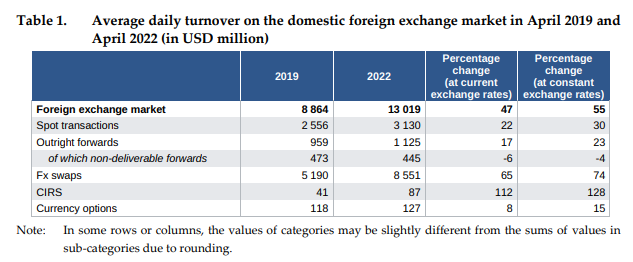 Table 1. Average daily turnover on the domestic foreign exchange market in April 2019 and
April 2022 (in USD million)
2019 2022 Percentage change (at current exchange rates) Percentage change (at constant exchange rates)
Foreign exchange market 8 864 13 019 47 55
Spot transactions 2 556 3 130 22 30
Outright forwards 959 1 125 17 23
of which non-deliverable forwards 473 445 -6 -4
Fx swaps 5 190 8 551 65 74
CIRS 41 87 112 128
Currency options 118 127 8 15
Note: In some rows or columns, the values of categories may be slightly different from the sums of values in
sub-categories due to rounding.